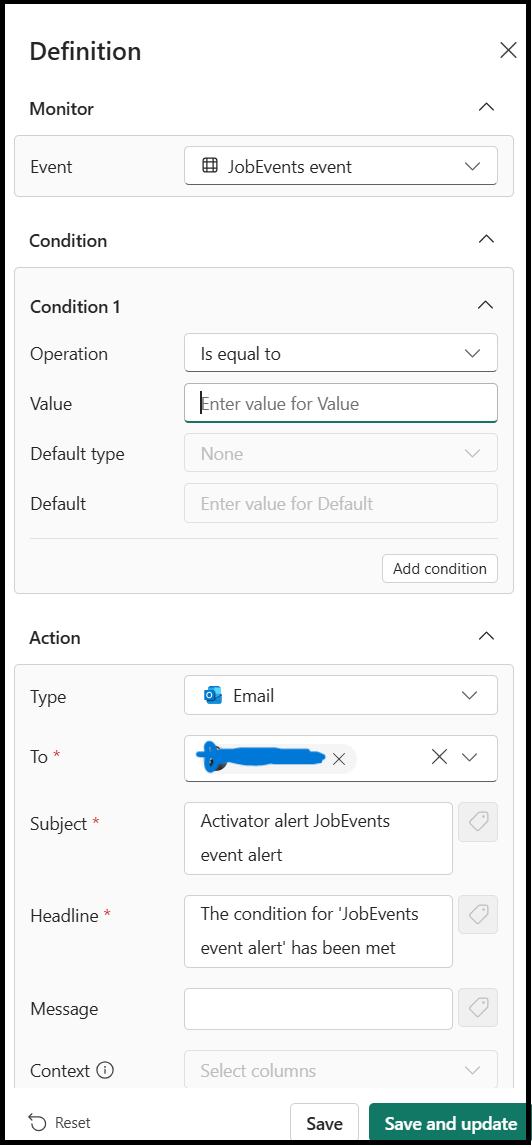 Definition
Monitor
Event
JobEvents event
Condition
Condition 1
Operation
Is equal to
Value
Enter value for Value
Default type
None
Default
Enter value for Default
Add condition
Action
Type
Email
To *
Subject *
Activator alert JobEvents
event alert
Headline *
The condition for 'JobEvents
event alert' has been met
Message
Context
Select columns
Reset
Save
Save and update